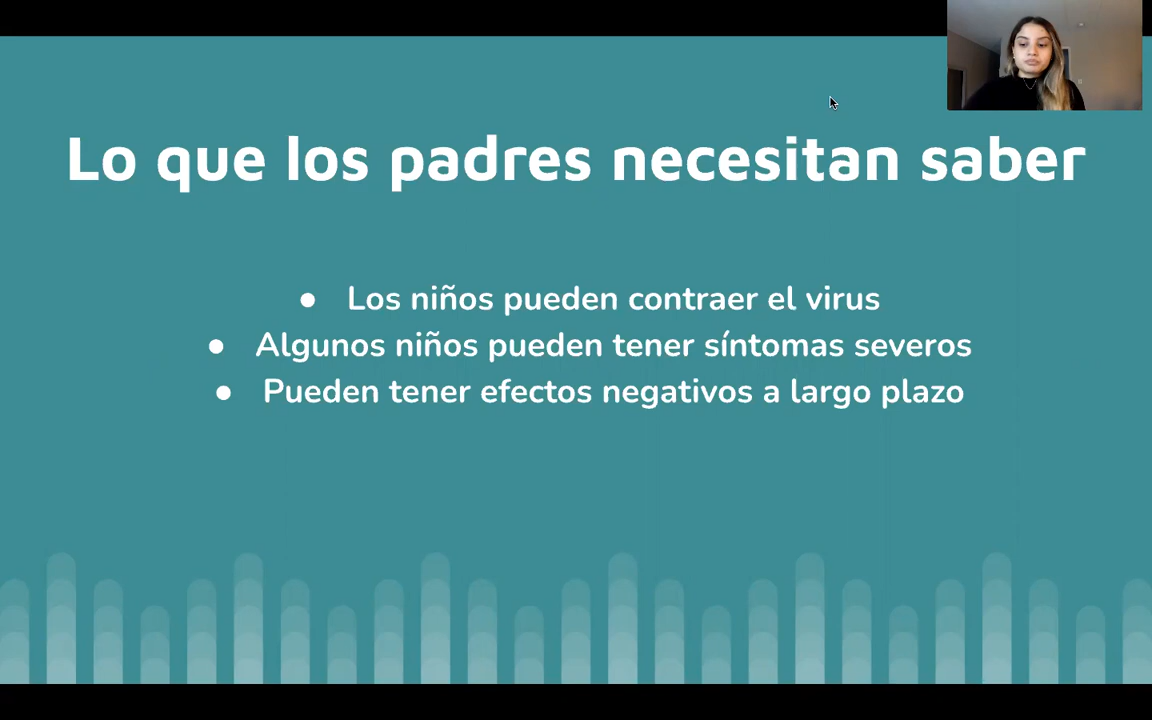 Lo que los padres necesitan saber
● Los niños pueden contraer el virus
● Algunos niños pueden tener síntomas severos
● Pueden tener efectos negativos a largo plazo